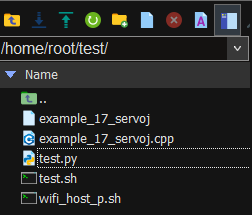 /home/root/test/
Name
..
example_17_servoj
example_17_servoj.cpp
test.py
test.sh
wifi_host_p.sh